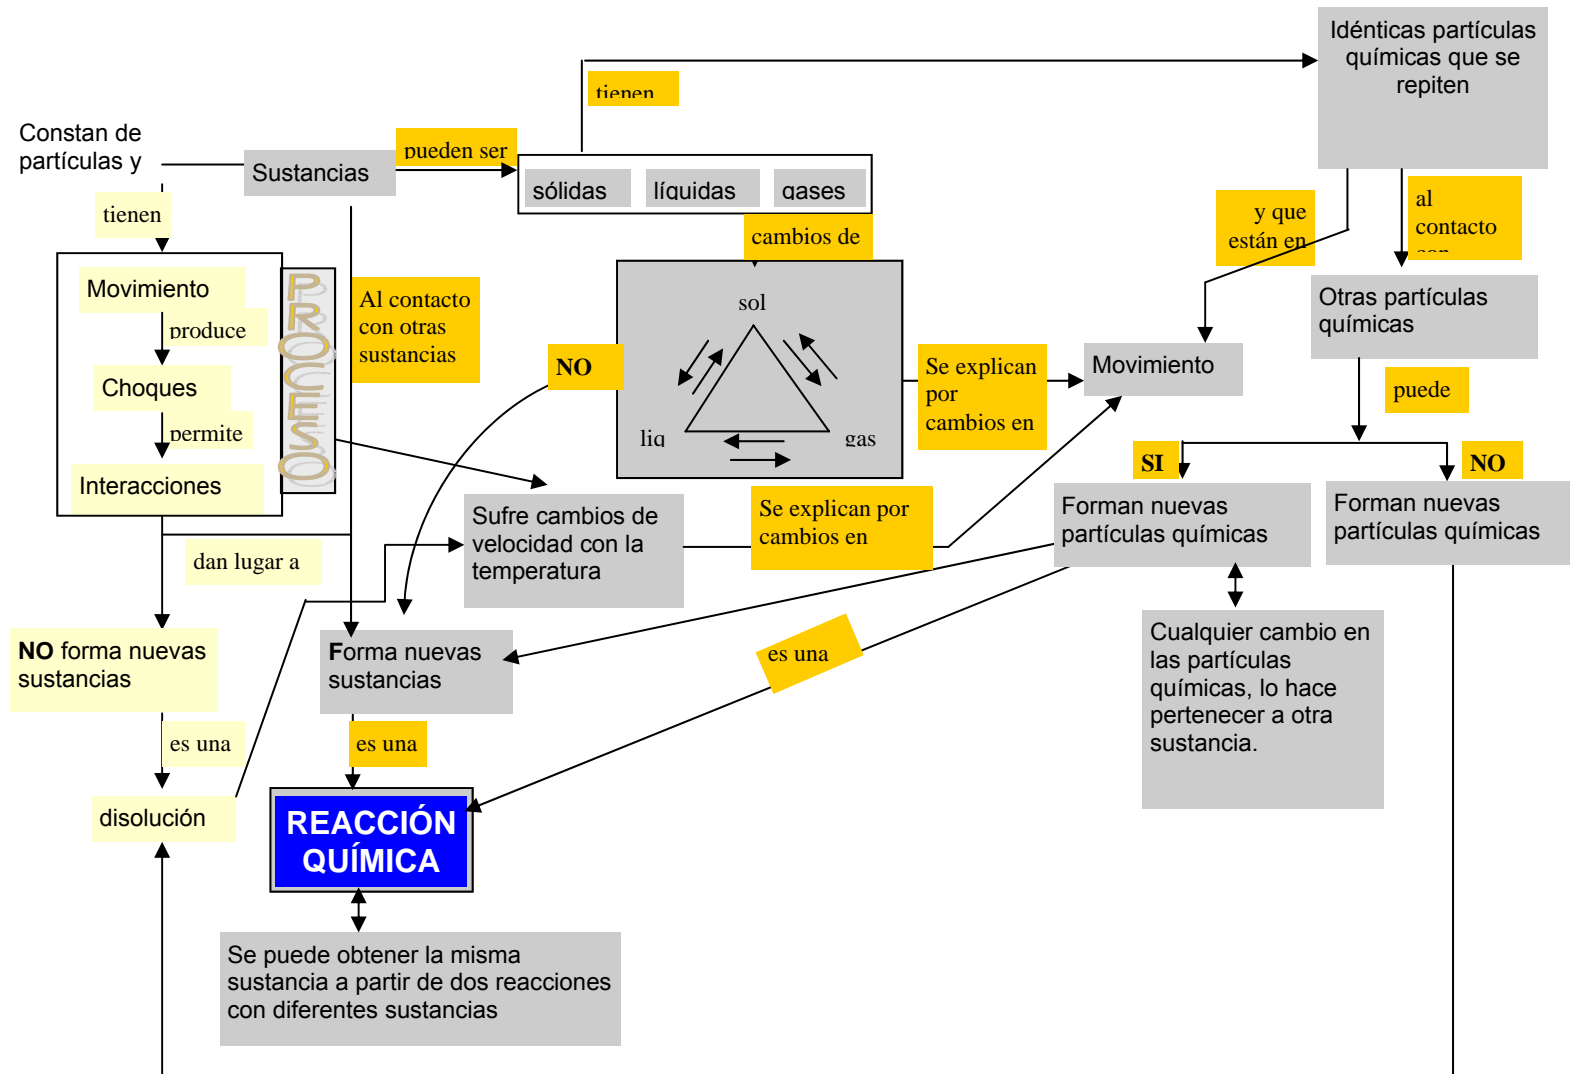 Idénticas partículas
químicas que se
repiten
tienen
Constan de
partículas y
Sustancias
pueden ser
sólidas
líquidas
gases
tienen
cambios de
y que
están en
al
contacto
con
Movimiento
produce
Choques
permite
Interacciones
PROCESO
Al contacto
con otras
sustancias
NO
sol
liq
gas
Se explican
por
cambios en
Movimiento
Otras partículas
químicas
puede
SI
NO
Forman nuevas
partículas químicas
Forman nuevas
partículas químicas
Sufre cambios de
velocidad con la
temperatura
Se explican por
cambios en
dan lugar a
NO forma nuevas
sustancias
Forma nuevas
sustancias
es una
Cualquier cambio en
las partículas
químicas, lo hace
pertenecer a otra
sustancia.
es una
es una
disolución
REACCIÓN
QUÍMICA
Se puede obtener la misma
sustancia a partir de dos reacciones
con diferentes sustancias